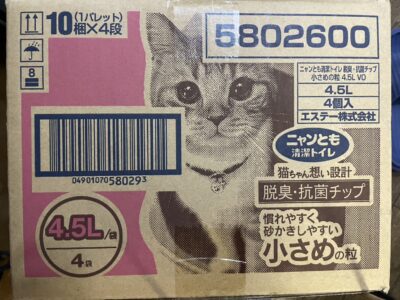 10 (1パレット)
梱×4段
8
5802600
ニャンとも清潔トイレ 脱臭・抗菌チップ
小さめの粒 4.5L VO
4.5L
4個入
エステー株式会社
ニャンとも
清潔トイレ
猫ちゃん想い設計
脱臭・抗菌チップ
慣れやすく
砂かきしやすい
小さめの粒
04901070580293
4.5L/袋
4袋